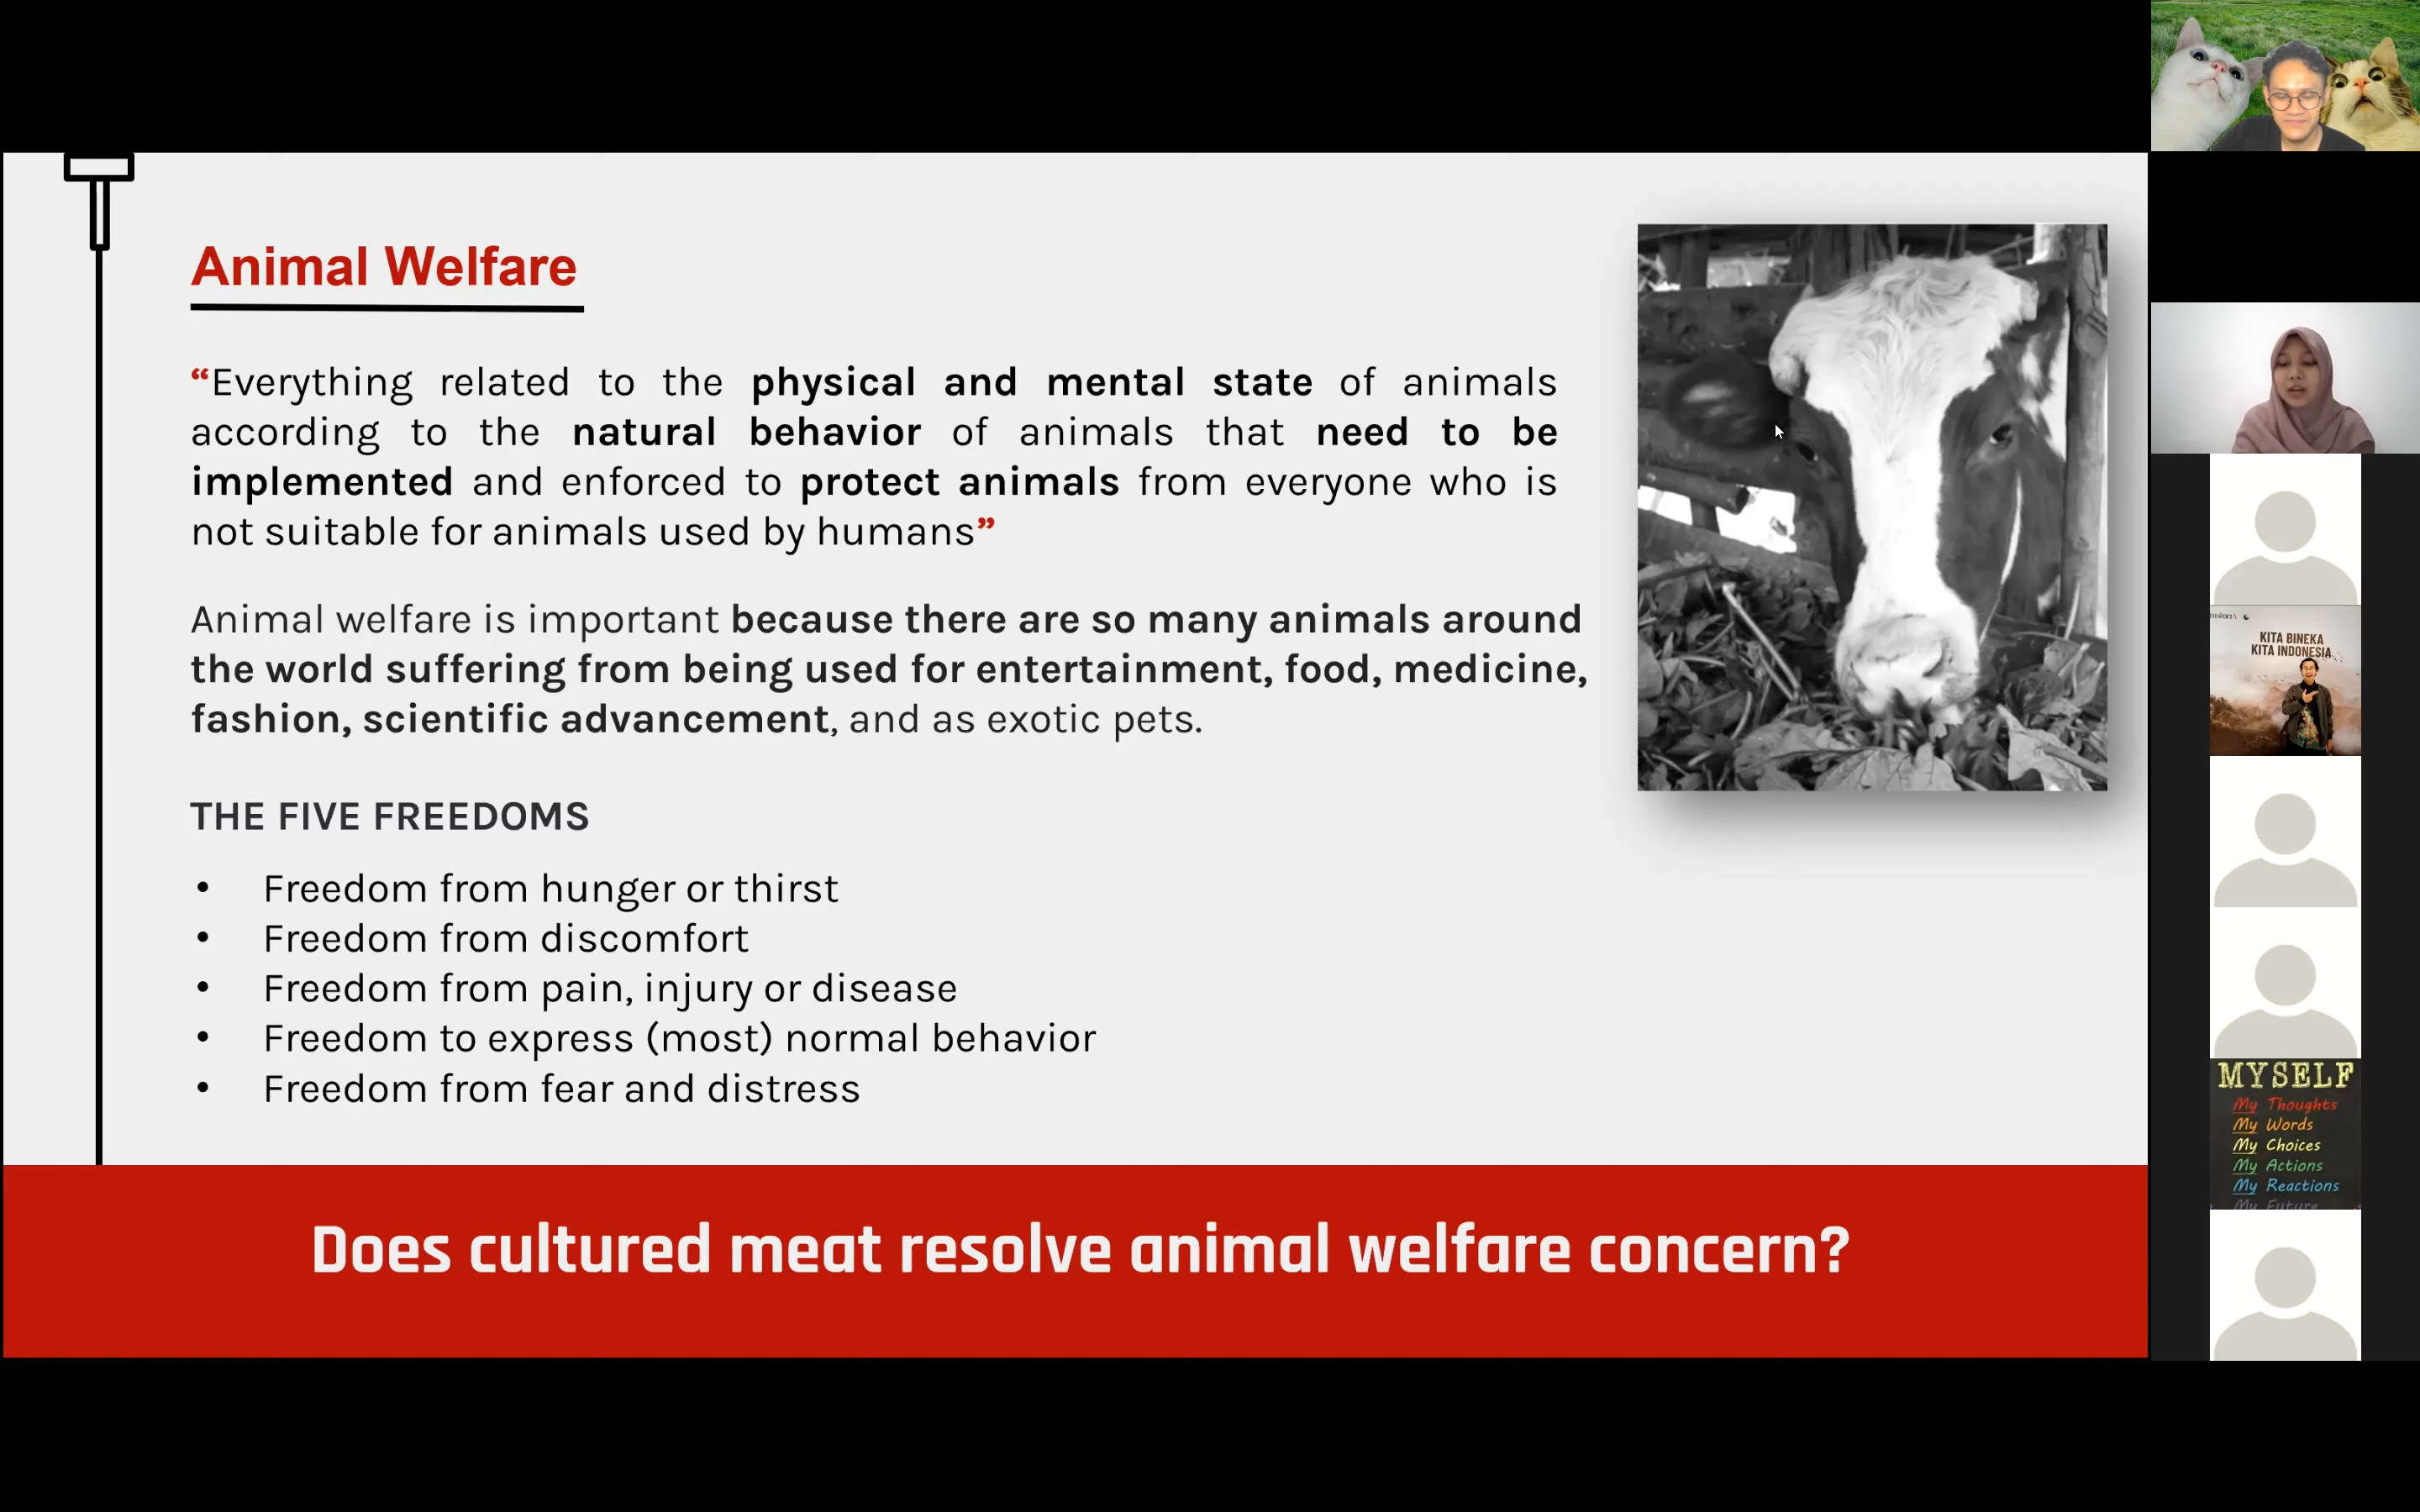 Animal Welfare
“Everything related to the physical and mental state of animals
according to the natural behavior of animals that need to be
implemented and enforced to protect animals from everyone who is
not suitable for animals used by humans”
Animal welfare is important because there are so many animals around
the world suffering from being used for entertainment, food, medicine,
fashion, scientific advancement, and as exotic pets.
THE FIVE FREEDOMS
• Freedom from hunger or thirst
• Freedom from discomfort
• Freedom from pain, injury or disease
• Freedom to express (most) normal behavior
• Freedom from fear and distress
Does cultured meat resolve animal welfare concern?
KITA BINEKA
KITA INDONESIA
MYSELF
My Thoughts
My Words
My Choices
My Actions
My Reactions
My Future